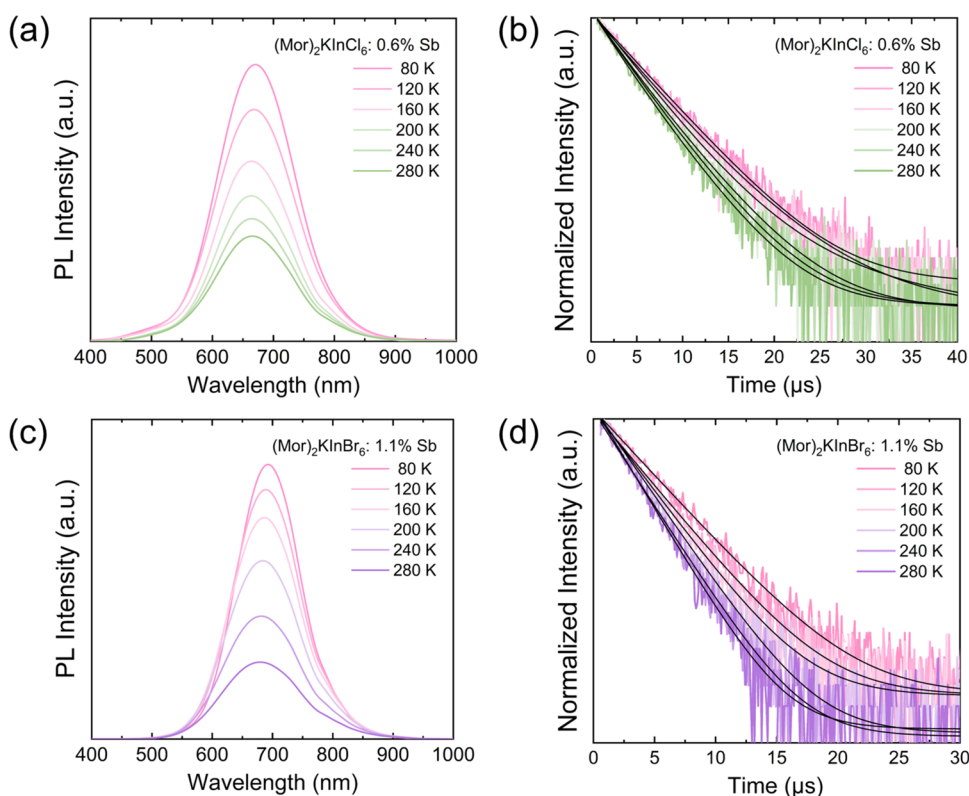 (a)
(Mor)₂KInCl₆: 0.6% Sb
80 K
120 K
160 K
200 K
240 K
280 K
PL Intensity (a.u.)
400 500 600 700 800 900 1000
Wavelength (nm)
(b)
(Mor)₂KInCl₆: 0.6% Sb
80 K
120 K
160 K
200 K
240 K
280 K
Normalized Intensity (a.u.)
0 5 10 15 20 25 30 35 40
Time (μs)
(c)
(Mor)₂KInBr₆: 1.1% Sb
80 K
120 K
160 K
200 K
240 K
280 K
PL Intensity (a.u.)
400 500 600 700 800 900 1000
Wavelength (nm)
(d)
(Mor)₂KInBr₆: 1.1% Sb
80 K
120 K
160 K
200 K
240 K
280 K
Normalized Intensity (a.u.)
0 5 10 15 20 25 30
Time (μs)